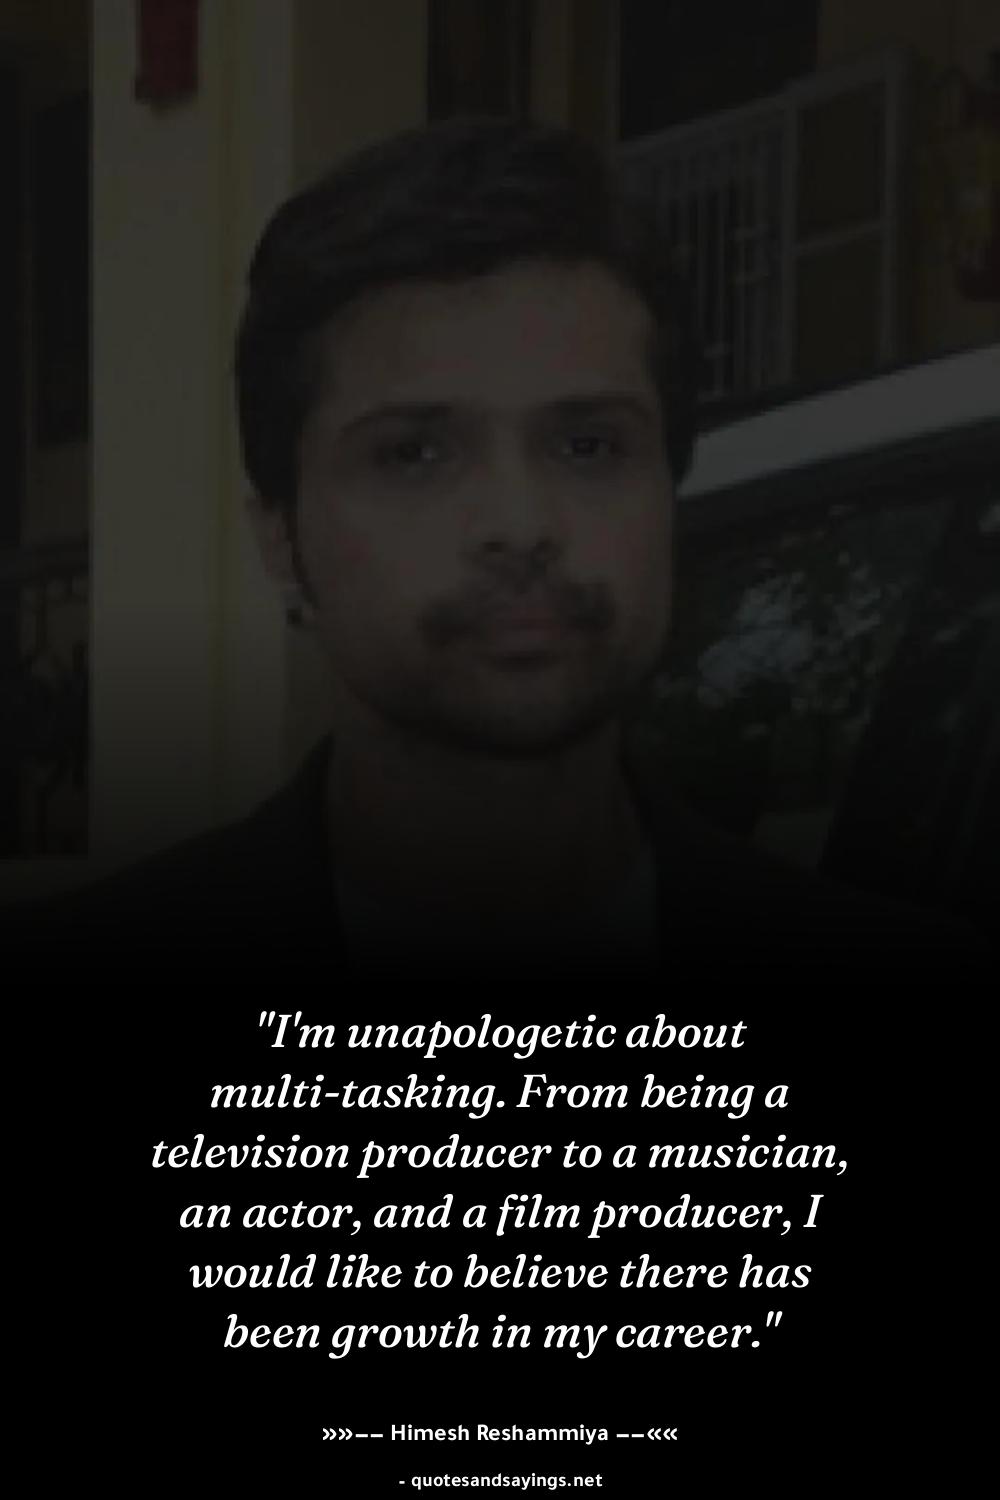 "I'm unapologetic about
multi-tasking. From being a
television producer to a musician,
an actor, and a film producer, I
would like to believe there has
been growth in my career."
»»–– Himesh Reshammiya ––««
- quotesandsayings.net